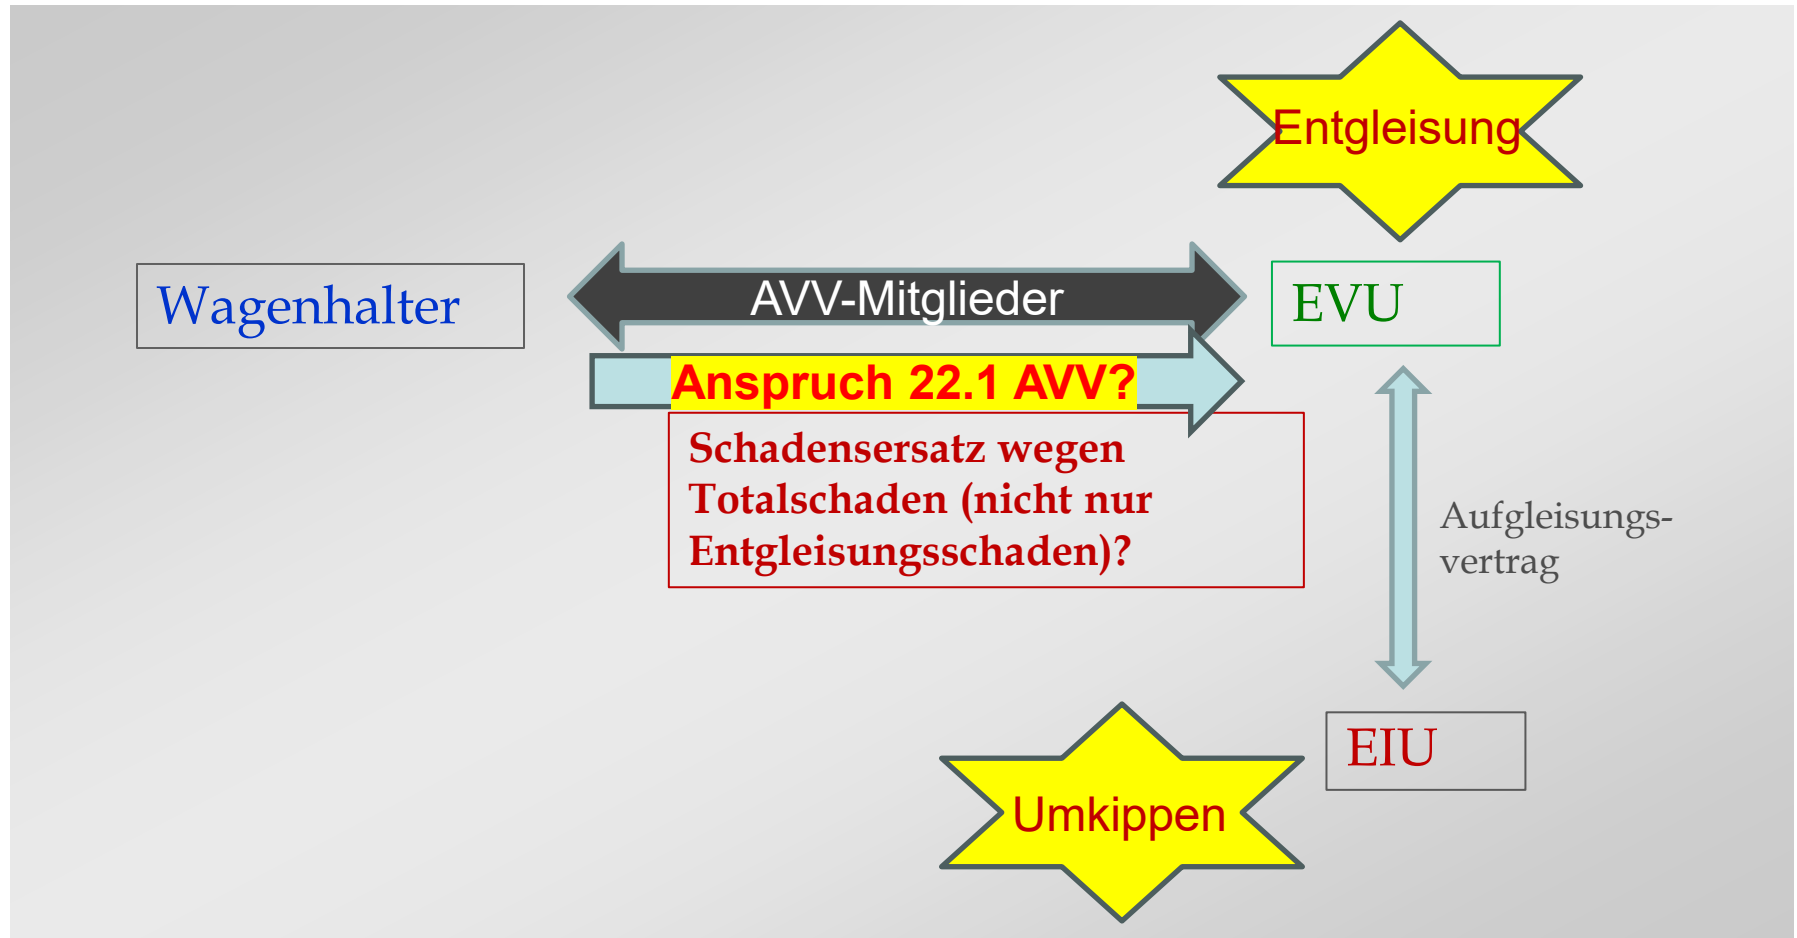 Entgleisung
Wagenhalter
AVV-Mitglieder
EVU
Anspruch 22.1 AVV?
Schadensersatz wegen
Totalschaden (nicht nur
Entgleisungsschaden)?
Aufgleisungs-
vertrag
EIU
Umkippen